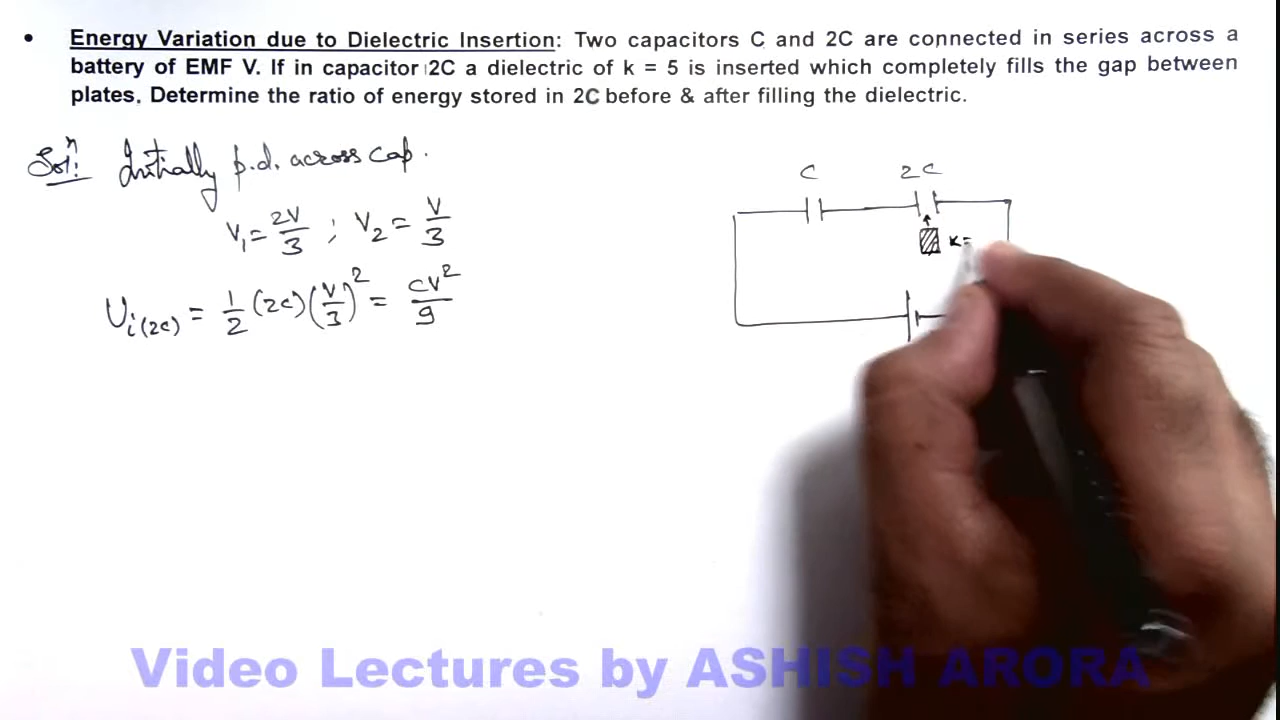 • Energy Variation due to Dielectric Insertion: Two capacitors C and 2C are connected in series across a
battery of EMF V. If in capacitor 2C a dielectric of k = 5 is inserted which completely fills the gap between
plates. Determine the ratio of energy stored in 2C before & after filling the dielectric.
Solⁿ: Initially p.d. across cap.
V₁ = 2V/3 ; V₂ = V/3
U_i(2C) = 1/2 (2C) (V/3)² = CV²/9
C 2C
K=
Video Lectures by ASHISH ARORA